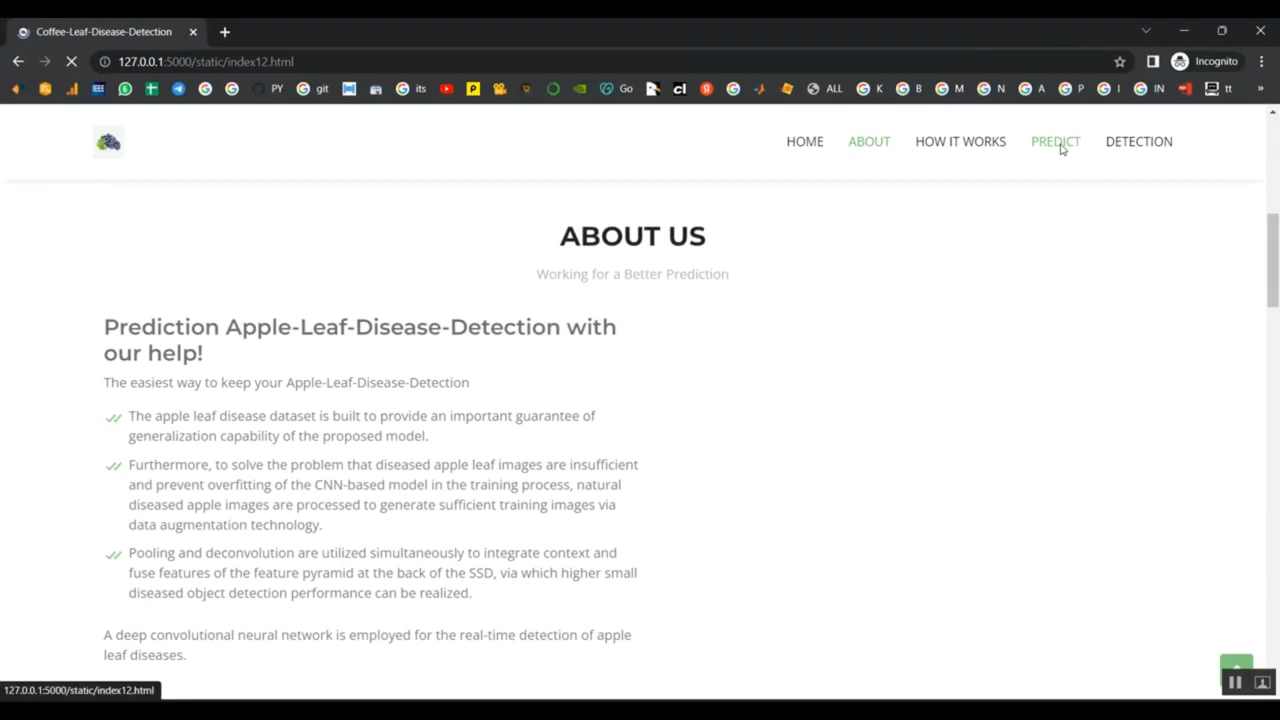 Coffee-Leaf-Disease-Detection
127.0.0.1:5000/static/index12.html
Incognito
PY
git
its
Go
ALL
K
B
M
N
A
P
I
IN
tt
HOME
ABOUT
HOW IT WORKS
PREDICT
DETECTION
ABOUT US
Working for a Better Prediction
Prediction Apple-Leaf-Disease-Detection with
our help!
The easiest way to keep your Apple-Leaf-Disease-Detection
The apple leaf disease dataset is built to provide an important guarantee of
generalization capability of the proposed model.
Furthermore, to solve the problem that diseased apple leaf images are insufficient
and prevent overfitting of the CNN-based model in the training process, natural
diseased apple images are processed to generate sufficient training images via
data augmentation technology.
Pooling and deconvolution are utilized simultaneously to integrate context and
fuse features of the feature pyramid at the back of the SSD, via which higher small
diseased object detection performance can be realized.
A deep convolutional neural network is employed for the real-time detection of apple
leaf diseases.
127.0.0.1:5000/static/index12.html